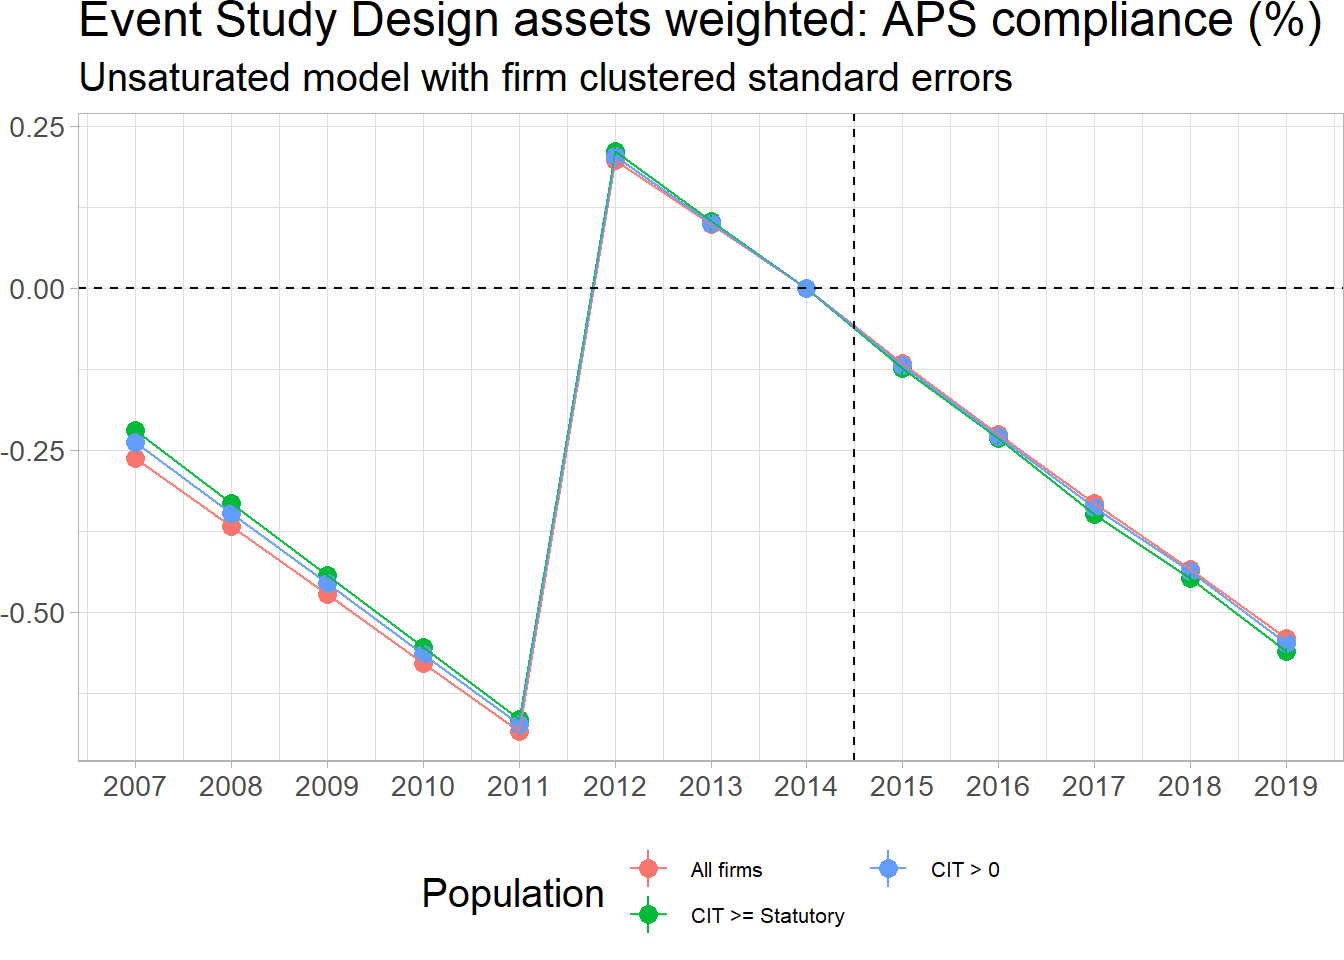 Event Study Design assets weighted: APS compliance (%)
Unsaturated model with firm clustered standard errors
0.25
0.00
-0.25
-0.50
2007 2008 2009 2010 2011 2012 2013 2014 2015 2016 2017 2018 2019
Population
All firms
CIT > 0
CIT >= Statutory